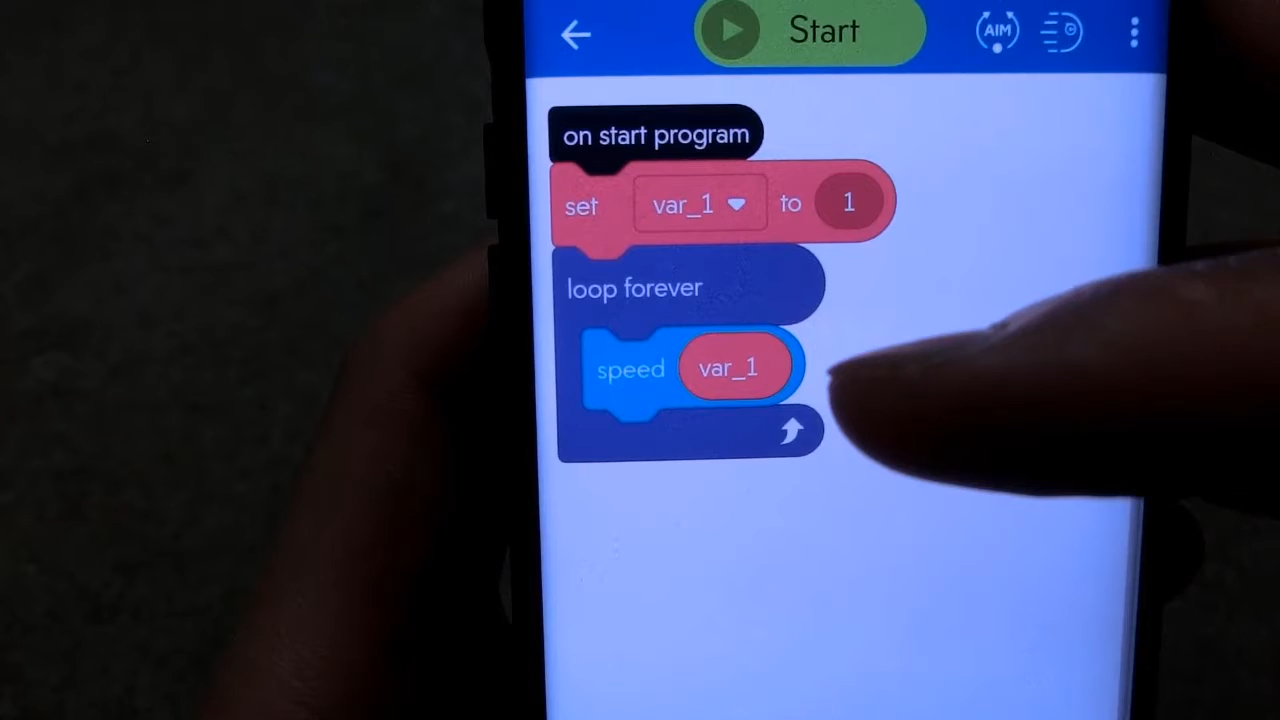 Start AIM
on start program
set var_1 to 1
loop forever
speed var_1